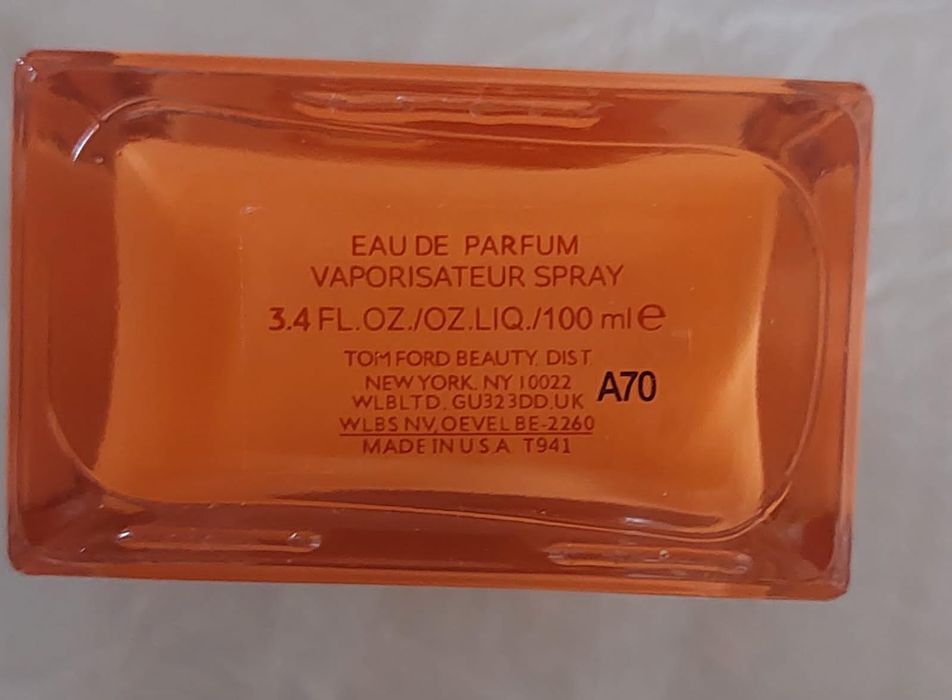 EAU DE PARFUM
VAPORISATEUR SPRAY
3.4 FL.OZ./OZ.LIQ./100 ml e
TOM FORD BEAUTY, DIST
NEW YORK, NY 10022
A70
WLBLTD. GU323DD.UK
WLBS NV,OEVEL BE-2260
MADE IN U.S.A T941